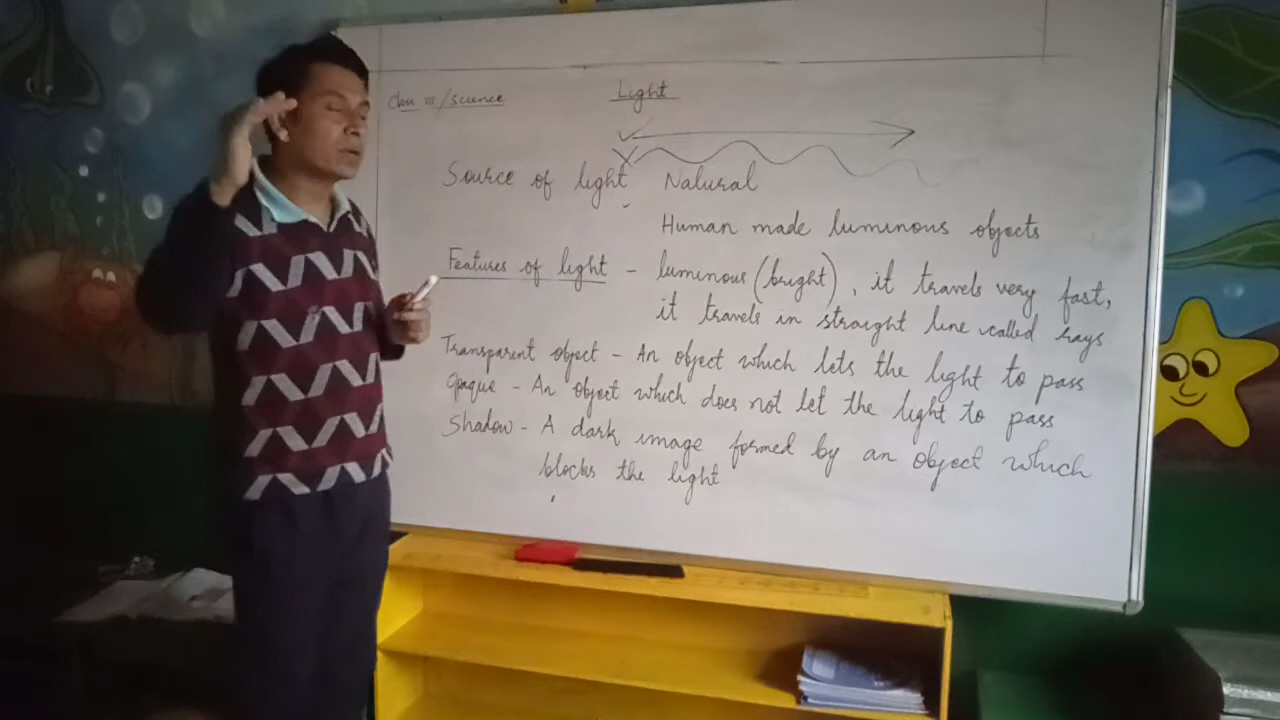 Class III / Science
Light
Source of light Natural
Human made luminous objects
Features of light - luminous (bright), it travels very fast,
it travels in straight line called rays
Transparent object - An object which lets the light to pass
Opaque - An object which does not let the light to pass
Shadow - A dark image formed by an object which
blocks the light